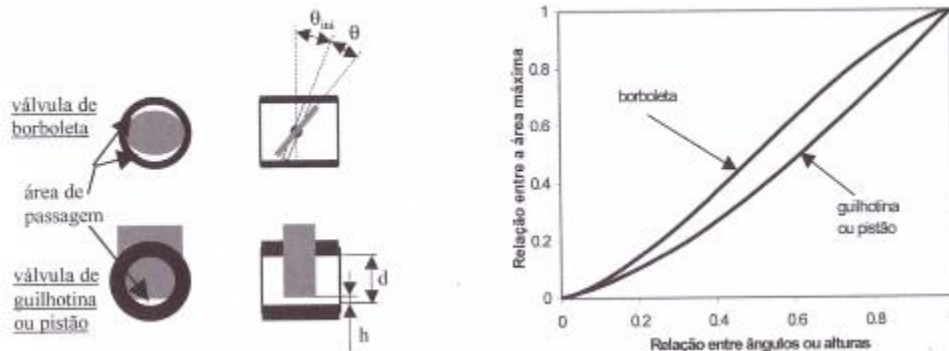 θini
θ
válvula de
borboleta
área de
passagem
válvula de
guilhotina
ou pistão
d
h
Relação entre a área máxima
1
0.8
0.6
0.4
0.2
0
borboleta
guilhotina
ou pistão
0
0.2
0.4
0.6
0.8
Relação entre ângulos ou alturas